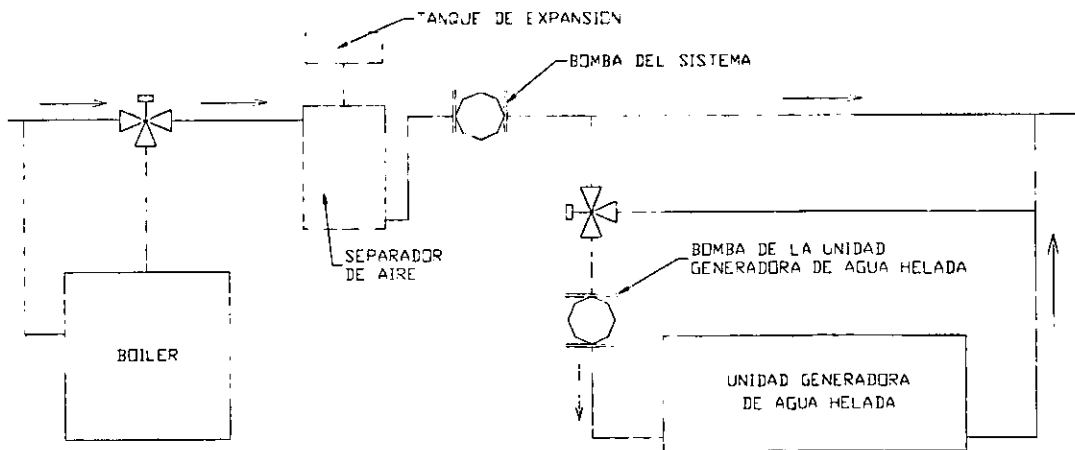 TANQUE DE EXPANSION
BOMBA DEL SISTEMA
SEPARADOR
DE AIRE
BOMBA DE LA UNIDAD
GENERADORA DE AGUA HELADA
BOILER
UNIDAD GENERADORA
DE AGUA HELADA